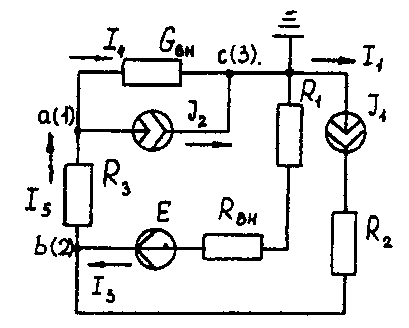 I₄ Gвн c(3). I₁
a(1) J₂ R₁ J₁
I₅ R₃
E Rвн R₂
b(2)
I₃